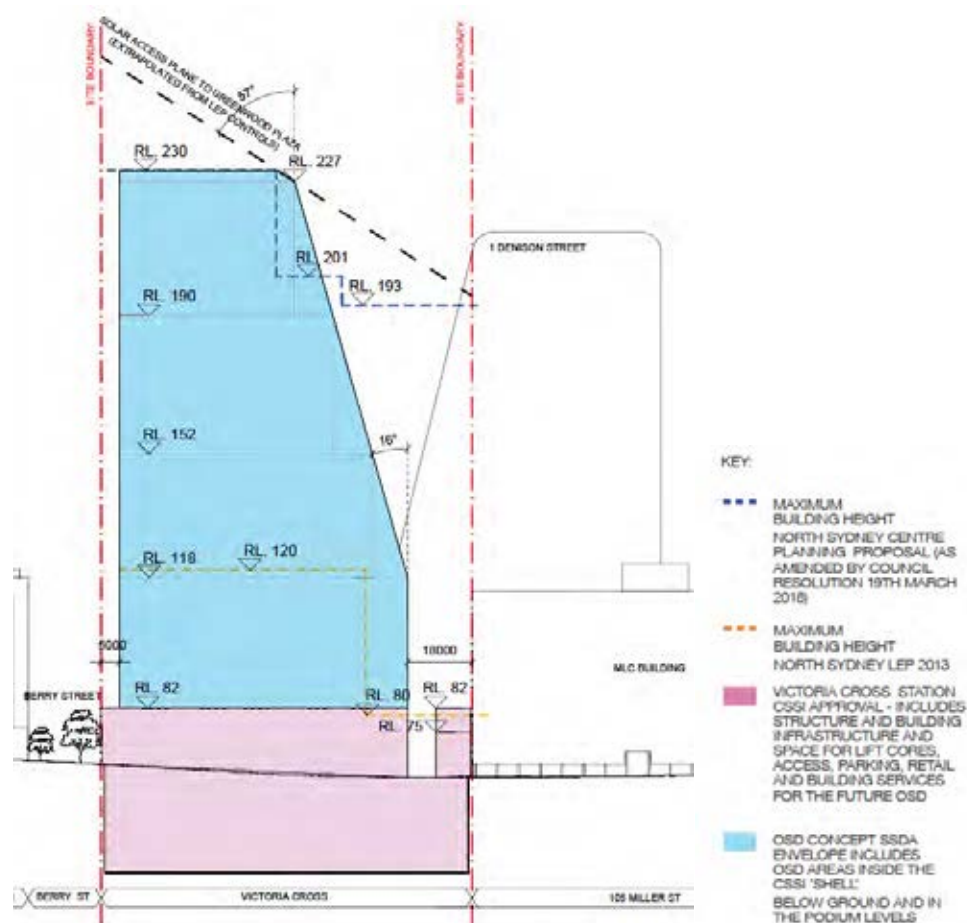 SITE BOUNDARY
SOLAR ACCESS PLANE TO GREENWOOD PLAZA
(EXTRAPOLATED FROM LEP CONTROLS)
SITE BOUNDARY
57°
RL. 230
RL. 227
1 DENISON STREET
RL. 201
RL. 193
RL. 190
RL. 152
16°
RL. 118
RL. 120
5000
18000
MLC BUILDING
BERRY STREET
RL. 82
RL. 80
RL. 82
RL. 75
BERRY ST
VICTORIA CROSS
105 MILLER ST
KEY:
MAXIMUM
BUILDING HEIGHT
NORTH SYDNEY CENTRE
PLANNING PROPOSAL (AS
AMENDED BY COUNCIL
RESOLUTION 19TH MARCH
2018)
MAXIMUM
BUILDING HEIGHT
NORTH SYDNEY LEP 2013
VICTORIA CROSS STATION
CSSI APPROVAL - INCLUDES
STRUCTURE AND BUILDING
INFRASTRUCTURE AND
SPACE FOR LIFT CORES,
ACCESS, PARKING, RETAIL
AND BUILDING SERVICES
FOR THE FUTURE OSD
OSD CONCEPT SSDA
ENVELOPE INCLUDES
OSD AREAS INSIDE THE
CSSI 'SHELL'
BELOW GROUND AND IN
THE PODIUM LEVELS